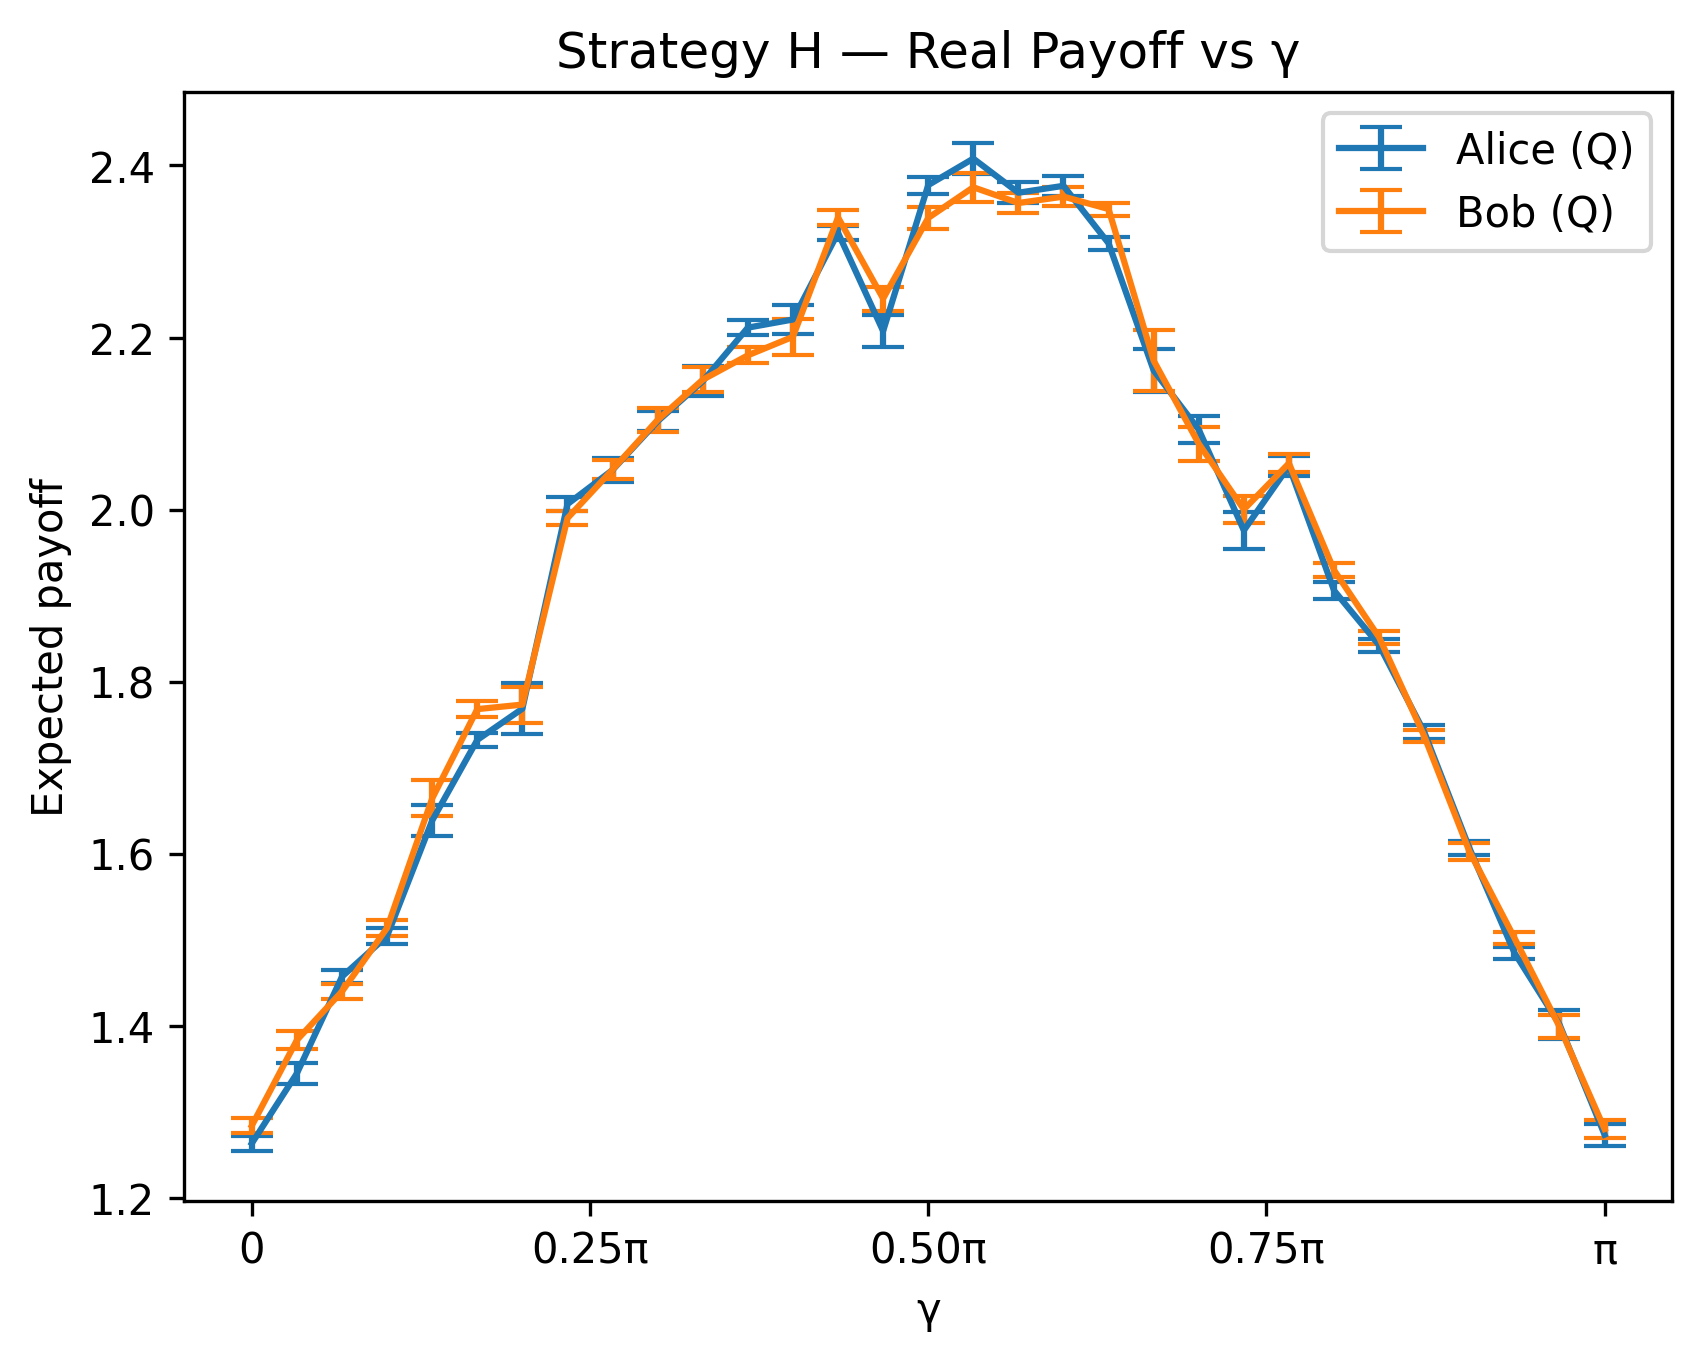 Strategy H — Real Payoff vs γ
Alice (Q)
Bob (Q)
Expected payoff
2.4
2.2
2.0
1.8
1.6
1.4
1.2
0
0.25π
0.50π
0.75π
π
γ